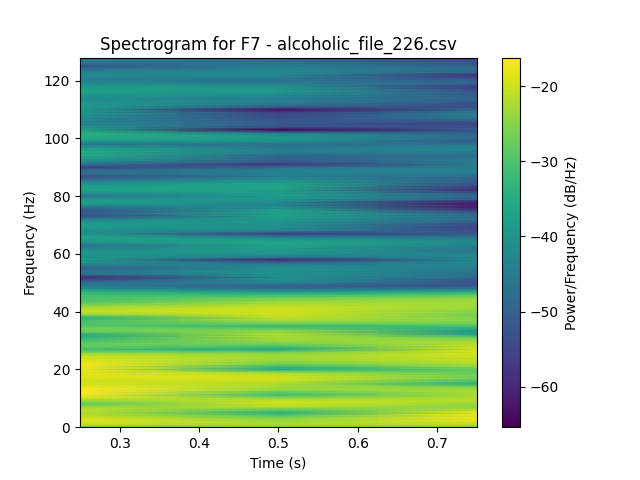 Spectrogram for F7 - alcoholic_file_226.csv
120
100
80
60
40
20
0
Frequency (Hz)
0.3 0.4 0.5 0.6 0.7
Time (s)
−20
−30
−40
−50
−60
Power/Frequency (dB/Hz)